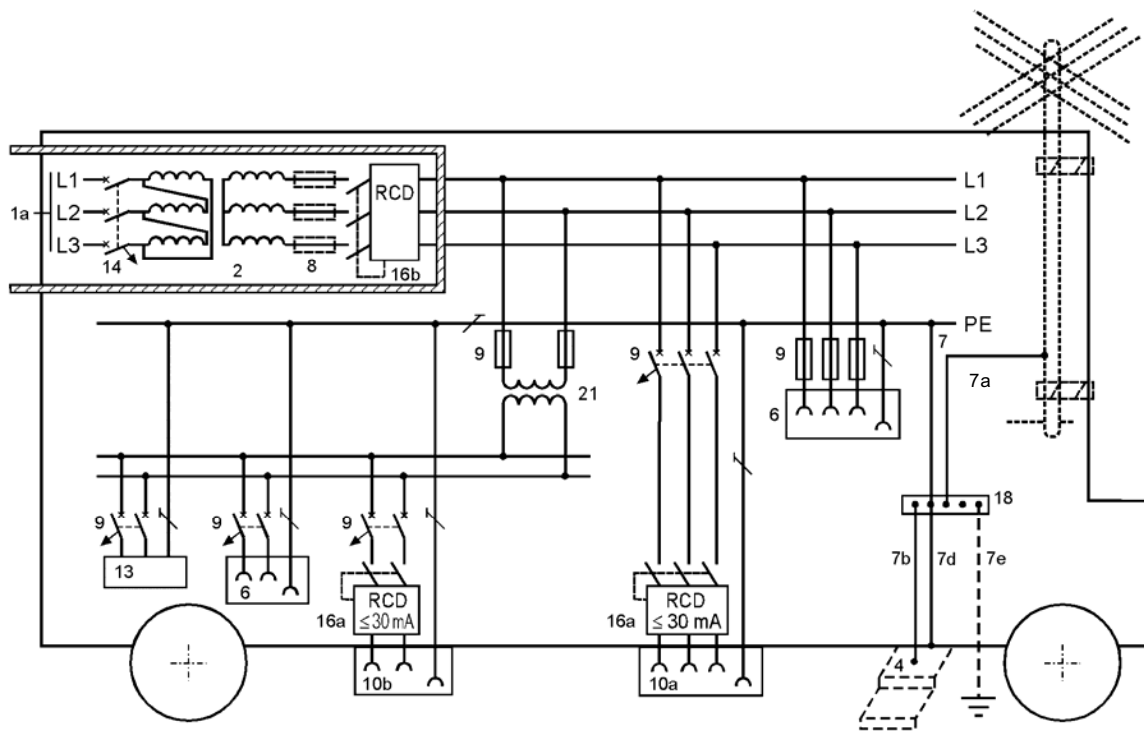 L1 RCD L1
1a L2 L2
L3 L3
14 2 8 16b
PE
9 9 9 7
7a
21
6
18
9 9 9
7b 7d 7e
13 6
RCD RCD
16a ≤ 30 mA 16a ≤ 30 mA
4
10b 10a